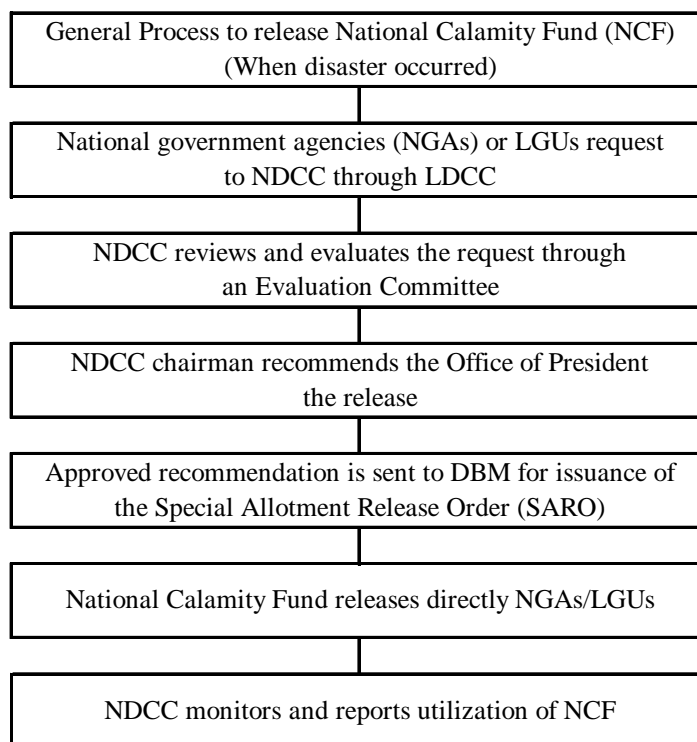 General Process to release National Calamity Fund (NCF)
(When disaster occurred)
National government agencies (NGAs) or LGUs request
to NDCC through LDCC
NDCC reviews and evaluates the request through
an Evaluation Committee
NDCC chairman recommends the Office of President
the release
Approved recommendation is sent to DBM for issuance of
the Special Allotment Release Order (SARO)
National Calamity Fund releases directly NGAs/LGUs
NDCC monitors and reports utilization of NCF